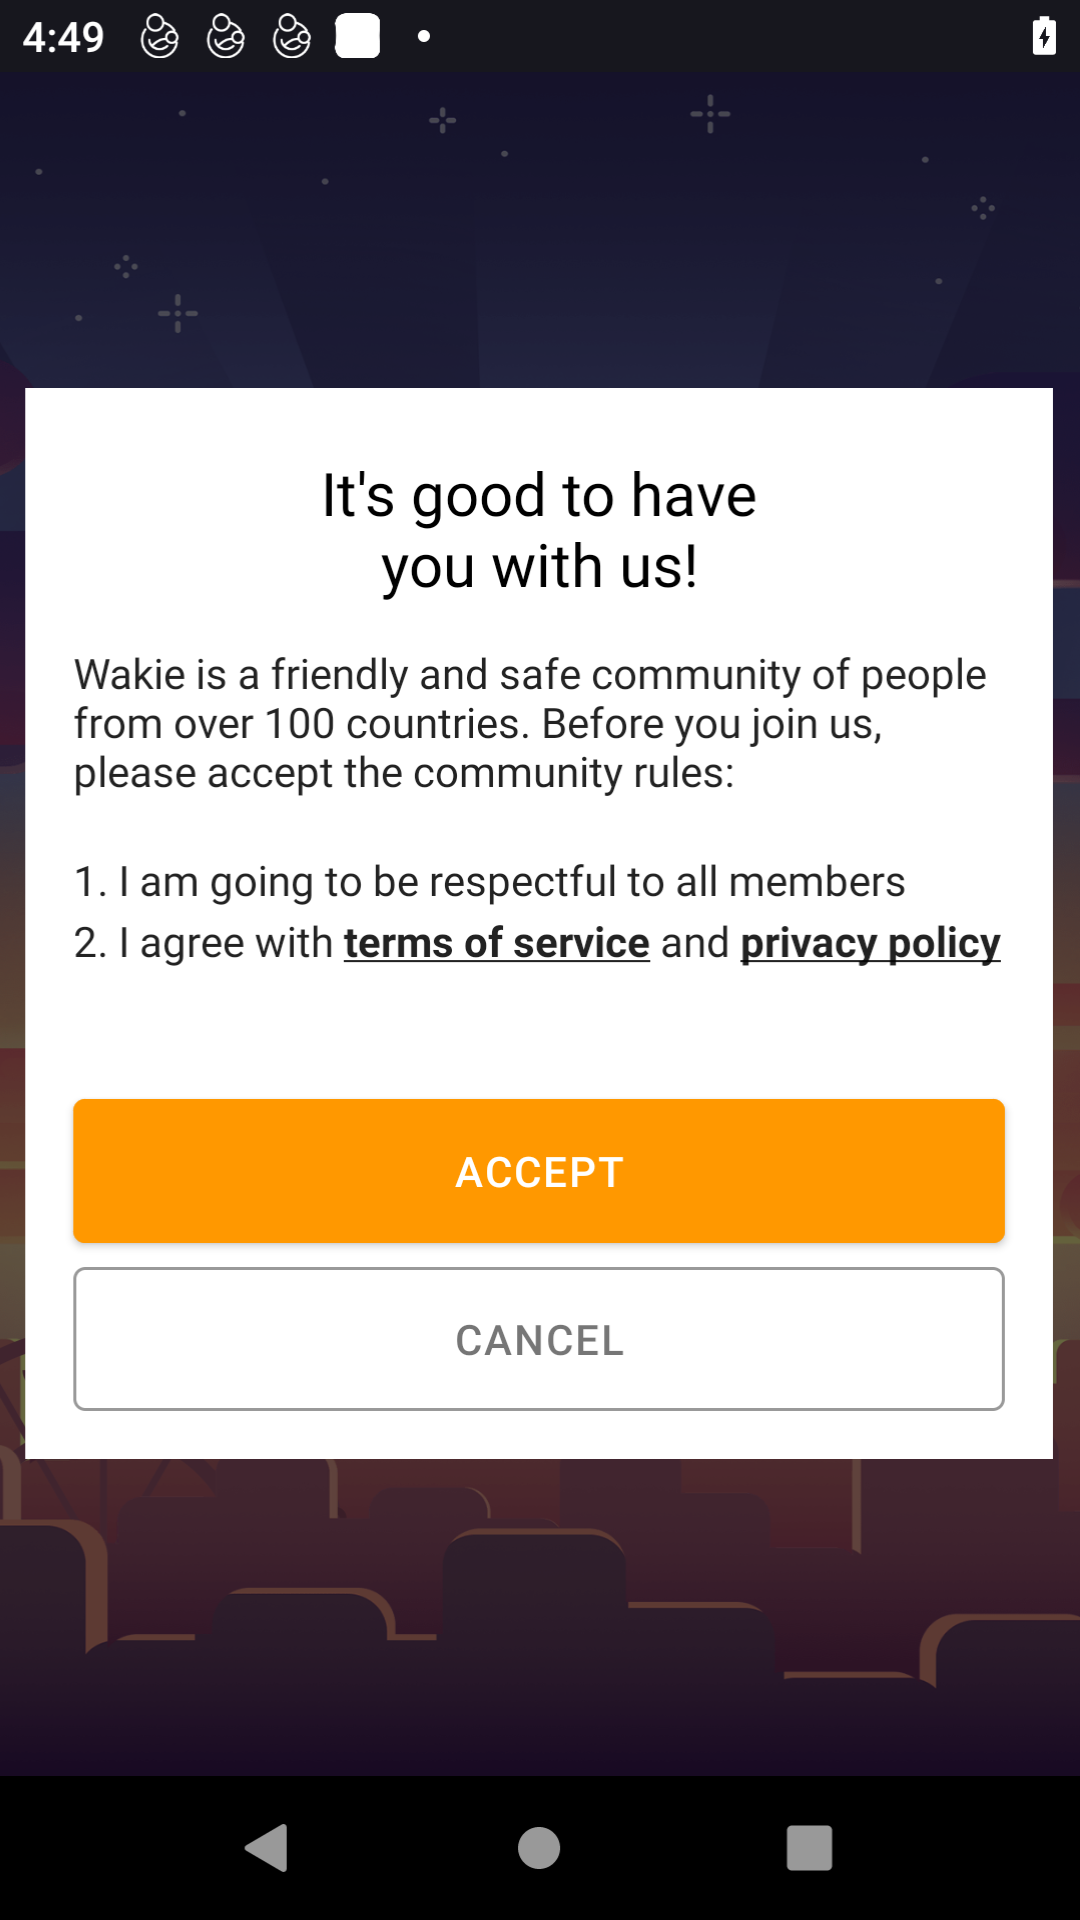 4:49
It's good to have
you with us!
Wakie is a friendly and safe community of people
from over 100 countries. Before you join us,
please accept the community rules:
1. I am going to be respectful to all members
2. I agree with terms of service and privacy policy
ACCEPT
CANCEL